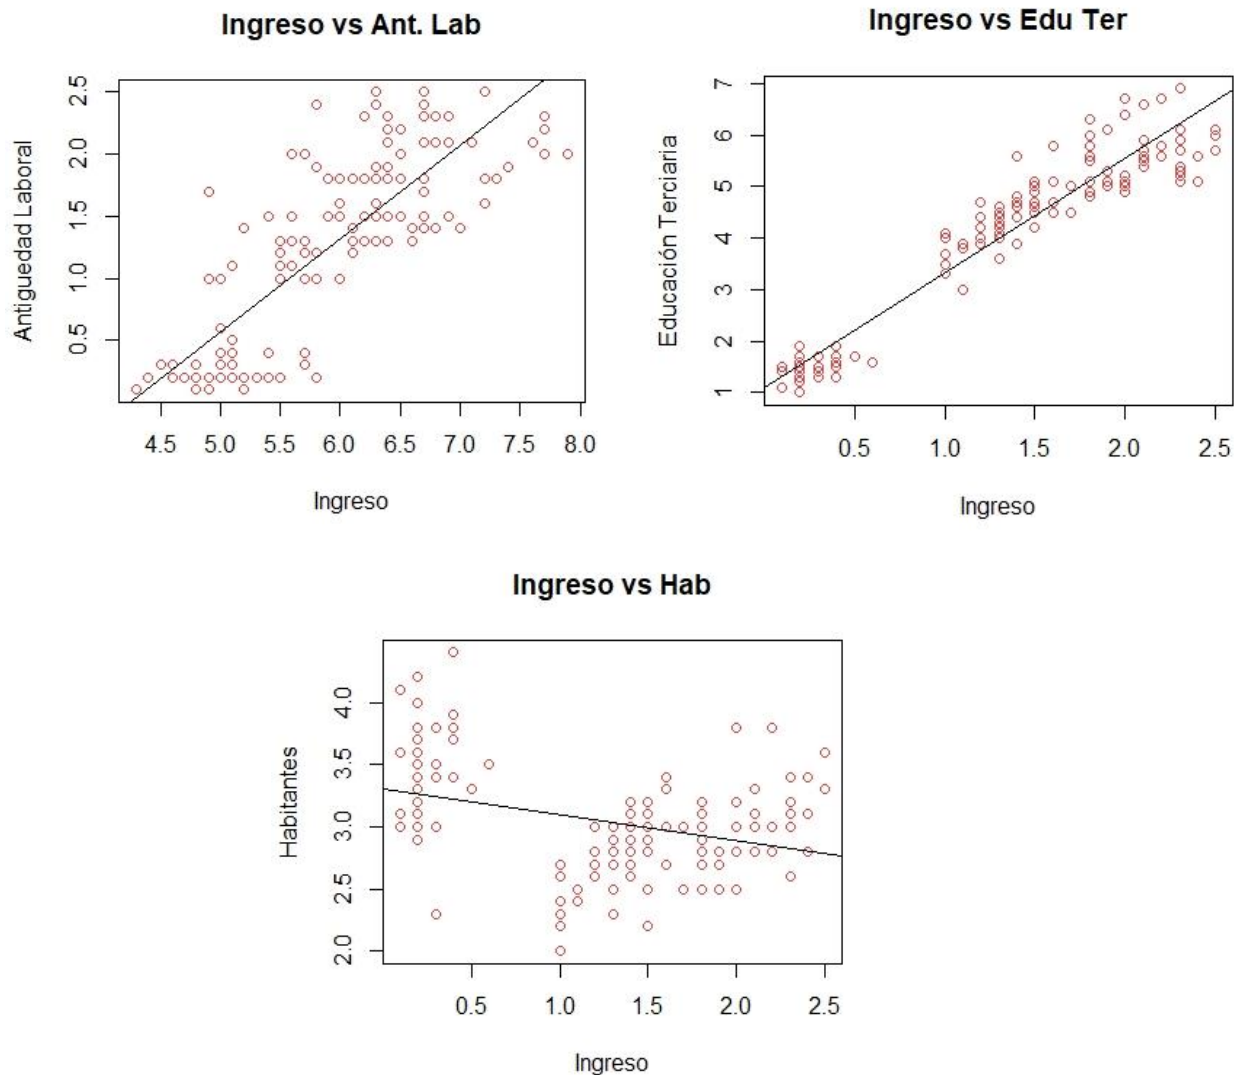 Ingreso vs Ant. Lab
Antiguedad Laboral
2.5
2.0
1.5
1.0
0.5
4.5 5.0 5.5 6.0 6.5 7.0 7.5 8.0
Ingreso
Ingreso vs Edu Ter
Educación Terciaria
7
6
5
4
3
2
1
0.5 1.0 1.5 2.0 2.5
Ingreso
Ingreso vs Hab
Habitantes
4.0
3.5
3.0
2.5
2.0
0.5 1.0 1.5 2.0 2.5
Ingreso